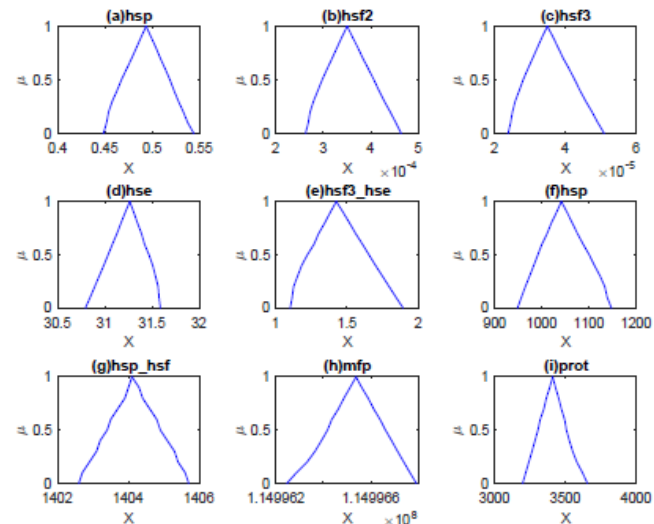 (a)hsp (b)hsf2 (c)hsf3
1 1 1
μ 0.5 μ 0.5 μ 0.5
0 0 0
0.4 0.45 0.5 0.55 2 3 4 5 2 4 6
X X ×10⁻⁴ X ×10⁻⁵
(d)hse (e)hsf3_hse (f)hsp
1 1 1
μ 0.5 μ 0.5 μ 0.5
0 0 0
30.5 31 31.5 32 1 1.5 2 900 1000 1100 1200
X X X
(g)hsp_hsf (h)mfp (i)prot
1 1 1
μ 0.5 μ 0.5 μ 0.5
0 0 0
1402 1404 1406 1.149962 1.149966 3000 3500 4000
X X ×10⁸ X